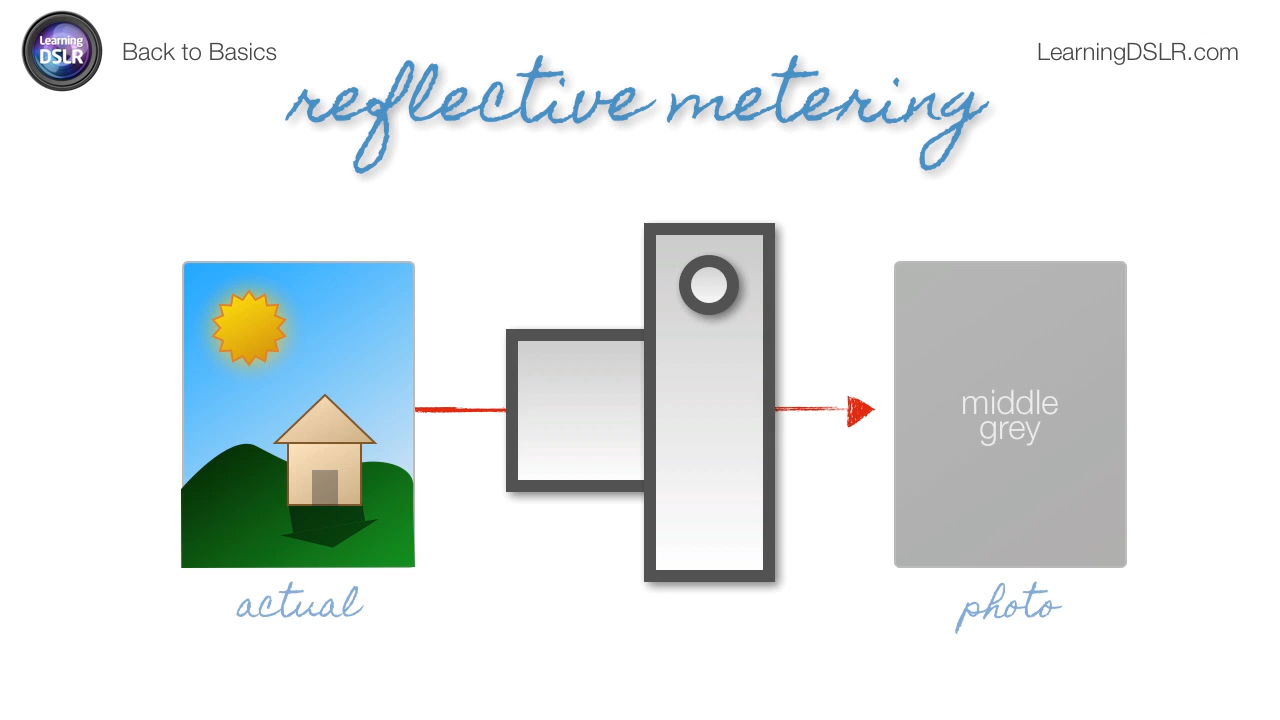 Learning
DSLR
Back to Basics
LearningDSLR.com
reflective metering
middle
grey
actual
photo